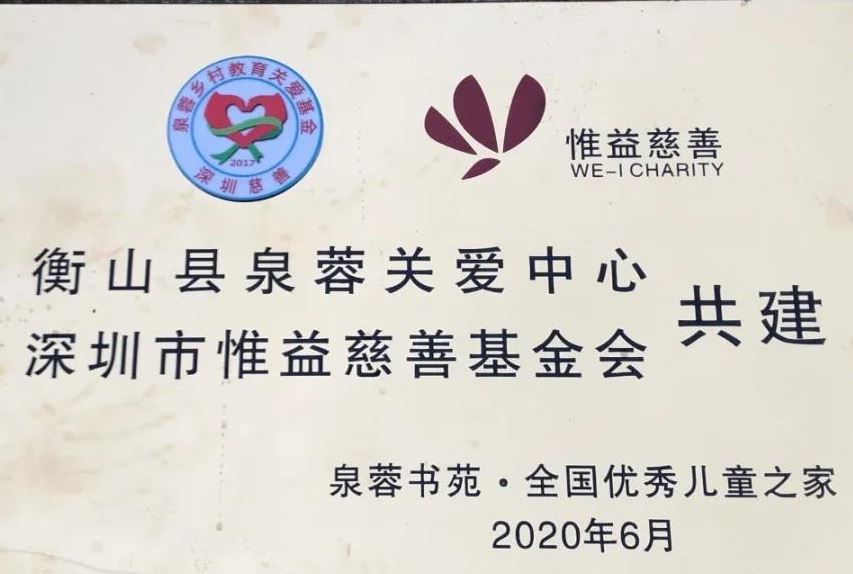 泉蓉乡村教育关爱基金
2017
深圳慈善
惟益慈善
WE-I CHARITY
衡山县泉蓉关爱中心
深圳市惟益慈善基金会
共建
泉蓉书苑·全国优秀儿童之家
2020年6月